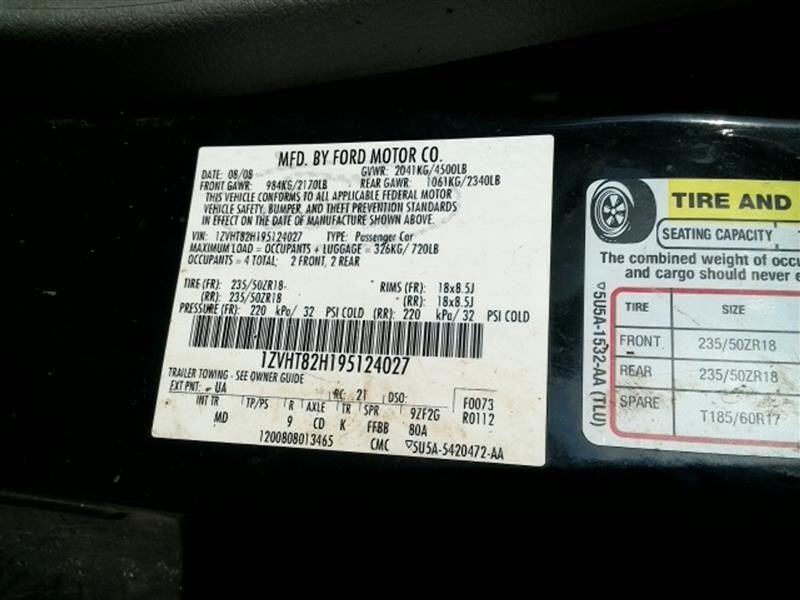 MFD. BY FORD MOTOR CO.
DATE: 08/08 GVWR: 2041KG/4500LB
FRONT GAWR: 984KG/2170LB REAR GAWR: 1061KG/2340LB
THIS VEHICLE CONFORMS TO ALL APPLICABLE FEDERAL MOTOR
VEHICLE SAFETY, BUMPER, AND THEFT PREVENTION STANDARDS
IN EFFECT ON THE DATE OF MANUFACTURE SHOWN ABOVE.
VIN: 1ZVHT82H195124027 TYPE: Passenger Car
MAXIMUM LOAD = OCCUPANTS + LUGGAGE = 326KG/ 720LB
OCCUPANTS = 4 TOTAL; 2 FRONT, 2 REAR
TIRE (FR): 235/50ZR18 RIMS (FR): 18x8.5J
(RR): 235/50ZR18 (RR): 18x8.5J
PRESSURE (FR): 220 kPa/ 32 PSI COLD (RR): 220 kPa/ 32 PSI COLD
1ZVHT82H195124027
TRAILER TOWING - SEE OWNER GUIDE
EXT PNT: UA RC: 21 DSO: F0073
INT TR TP/PS R AXLE TR SPR 9ZF2G R0112
MD 9 CD K FFBB 80A
1200808013465 CMC ▽5U5A-5420472-AA
TIRE AND
SEATING CAPACITY
The combined weight of occu
and cargo should never e
TIRE SIZE
FRONT 235/50ZR18
REAR 235/50ZR18
SPARE T185/60R17
▽5U5A-1532-AA (TLU)